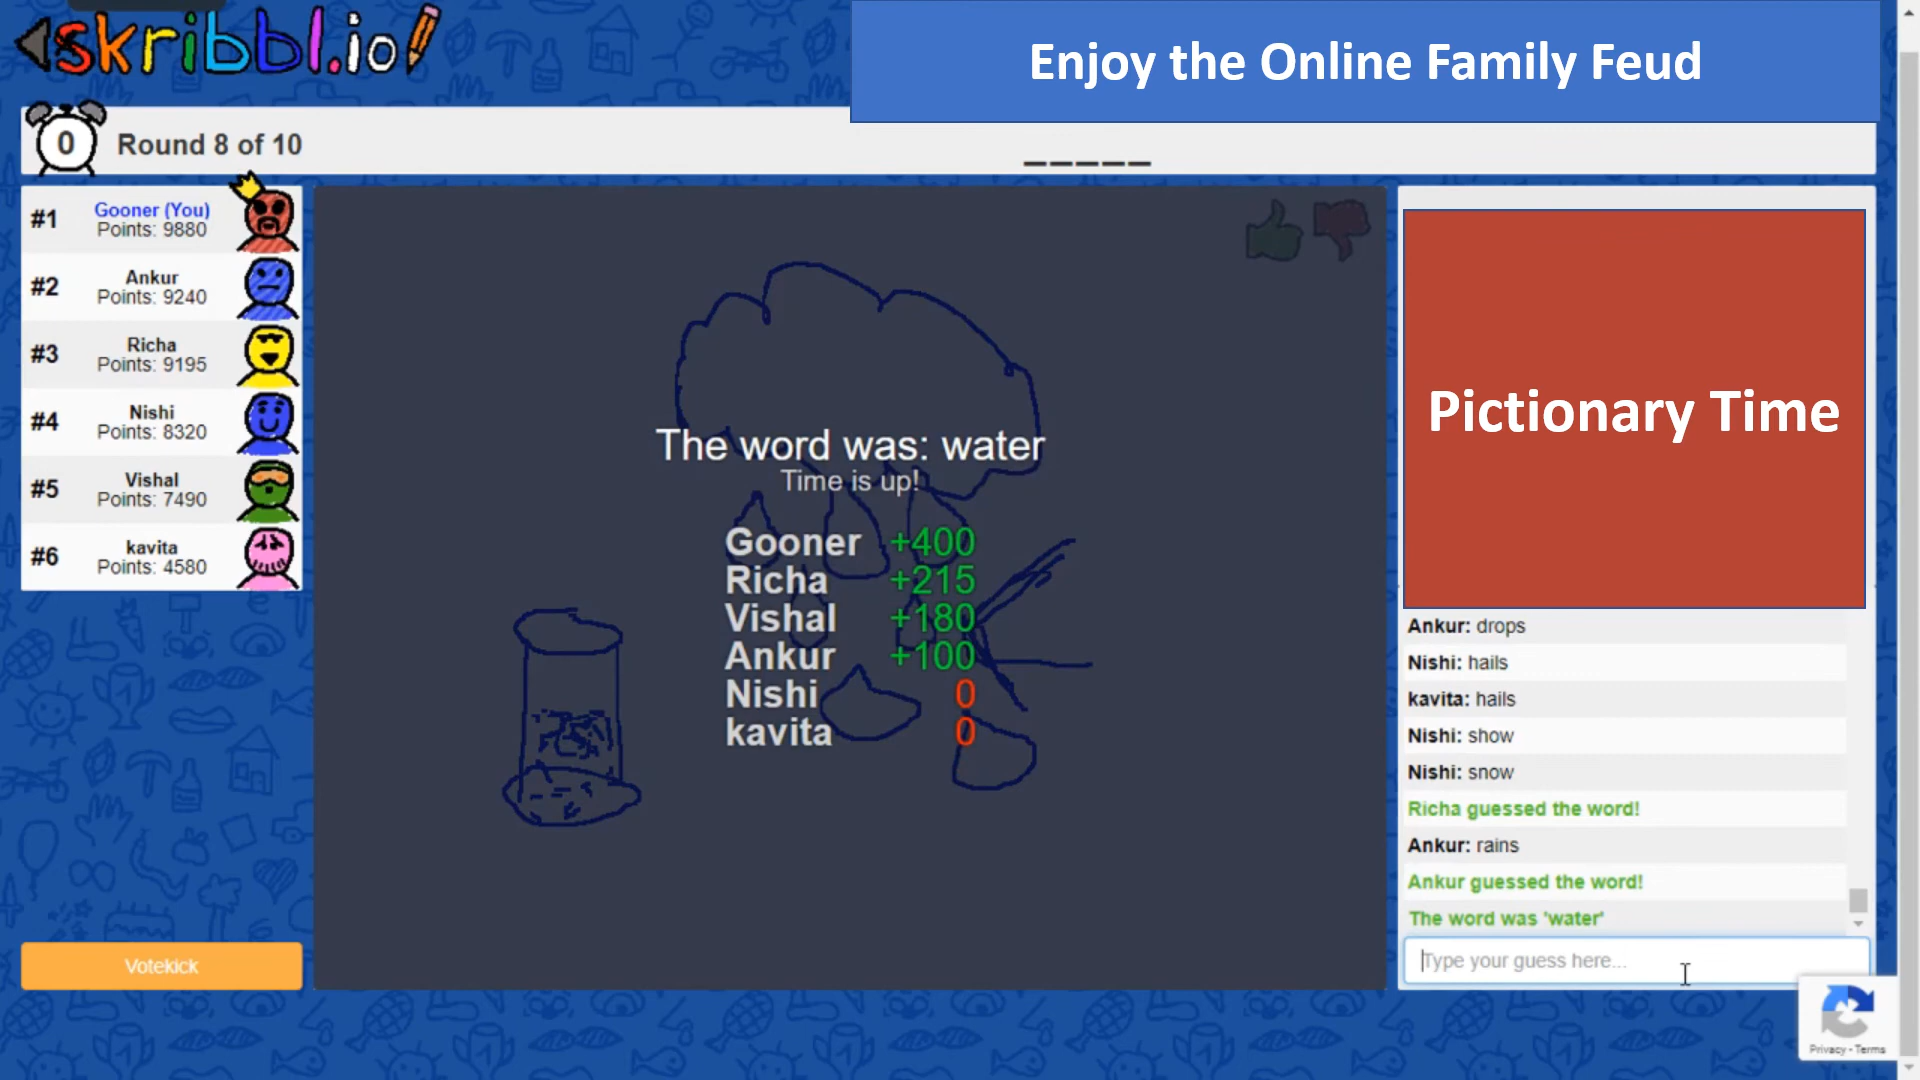 skribbl.io
Enjoy the Online Family Feud
0
Round 8 of 10
_ _ _ _ _
#1
Gooner (You)
Points: 9880
#2
Ankur
Points: 9240
#3
Richa
Points: 9195
#4
Nishi
Points: 8320
#5
Vishal
Points: 7490
#6
kavita
Points: 4580
Votekick
The word was: water
Time is up!
Gooner +400
Richa +215
Vishal +180
Ankur +100
Nishi 0
kavita 0
Pictionary Time
Ankur: drops
Nishi: hails
kavita: hails
Nishi: show
Nishi: snow
Richa guessed the word!
Ankur: rains
Ankur guessed the word!
The word was 'water'
Type your guess here...
Privacy - Terms